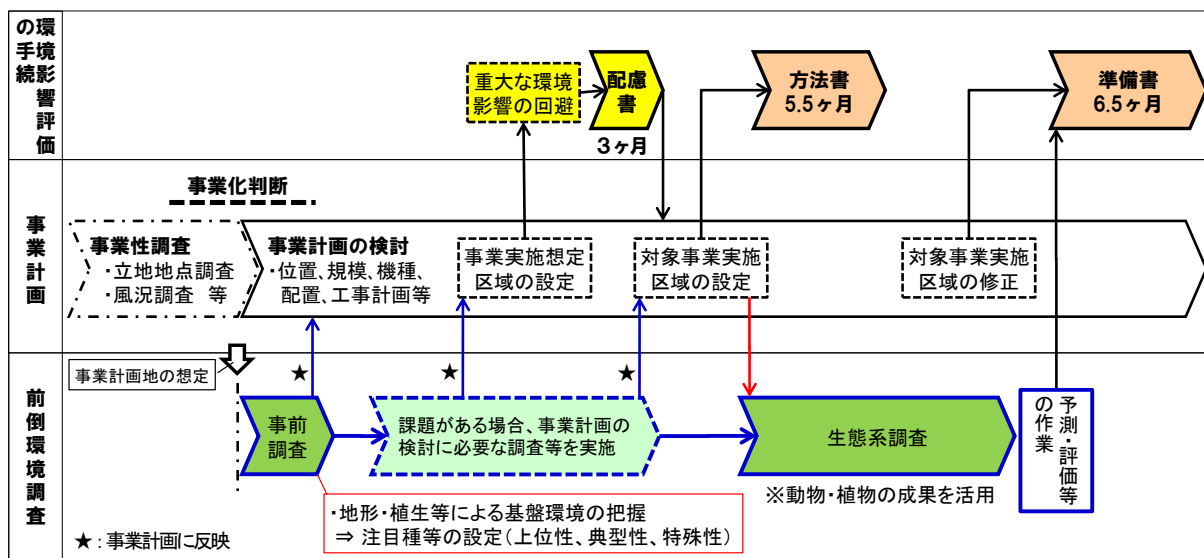 環境影響評価
の手続
重大な環境
影響の回避
配慮
書
3ヶ月
方法書
5.5ヶ月
準備書
6.5ヶ月
事業計画
事業化判断
事業性調査
・立地地点調査
・風況調査 等
事業計画の検討
・位置、規模、機種、
配置、工事計画等
事業実施想定
区域の設定
対象事業実施
区域の設定
対象事業実施
区域の修正
前倒環境調査
事業計画地の想定
★
★
★
事前
調査
課題がある場合、事業計画の
検討に必要な調査等を実施
生態系調査
※動物・植物の成果を活用
予測・評価等
の作業
・地形・植生等による基盤環境の把握
⇒ 注目種等の設定(上位性、典型性、特殊性)
★:事業計画に反映